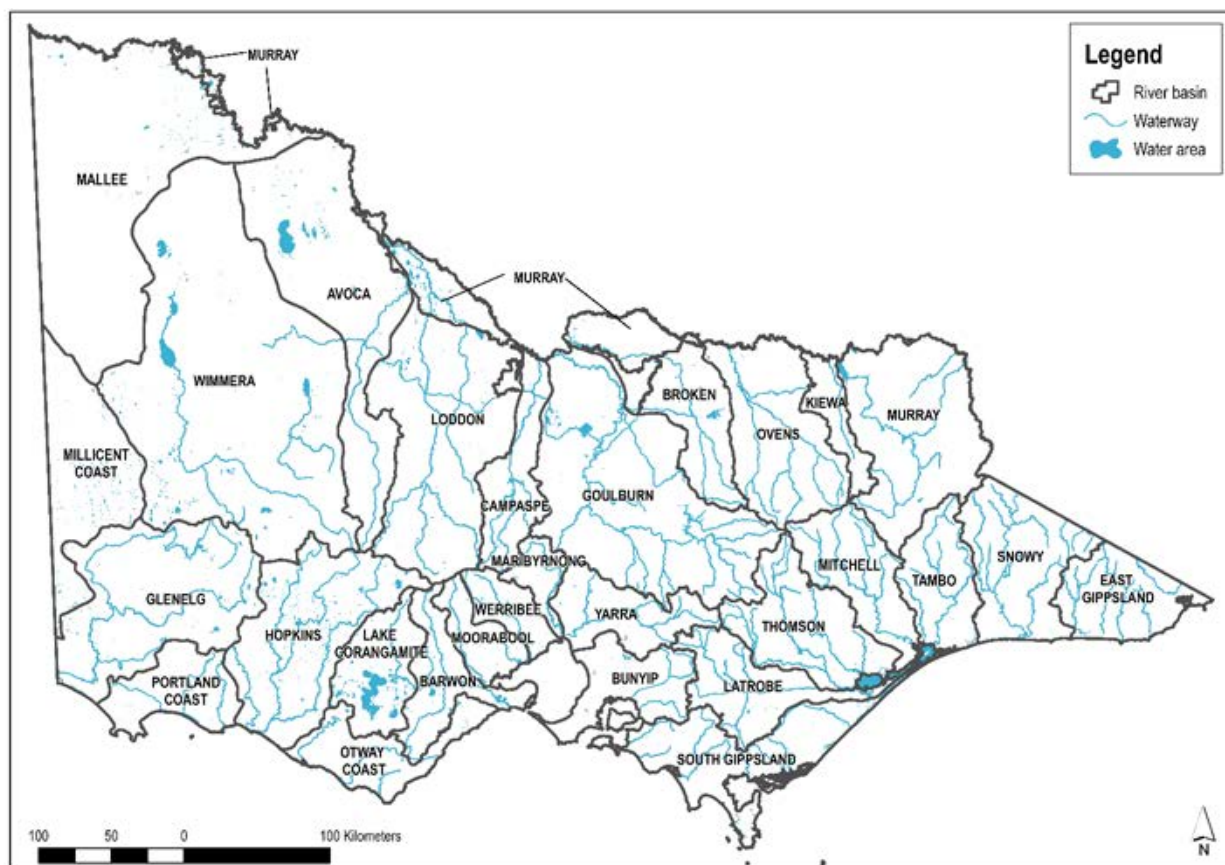 MURRAY
Legend
River basin
Waterway
Water area
MALLEE
MURRAY
AVOCA
WIMMERA
BROKEN
KIEWA
MURRAY
LODDON
OVENS
MILLICENT
COAST
GOULBURN
CAMPASPE
MARIBYRNONG
MITCHELL
SNOWY
TAMBO
EAST
GIPPSLAND
GLENELG
WERRIBEE
YARRA
THOMSON
HOPKINS
LAKE
CORANGAMITE
MOORABOOL
PORTLAND
COAST
BARWON
BUNYIP
LATROBE
OTWAY
COAST
SOUTH GIPPSLAND
100 50 0 100 Kilometers
N